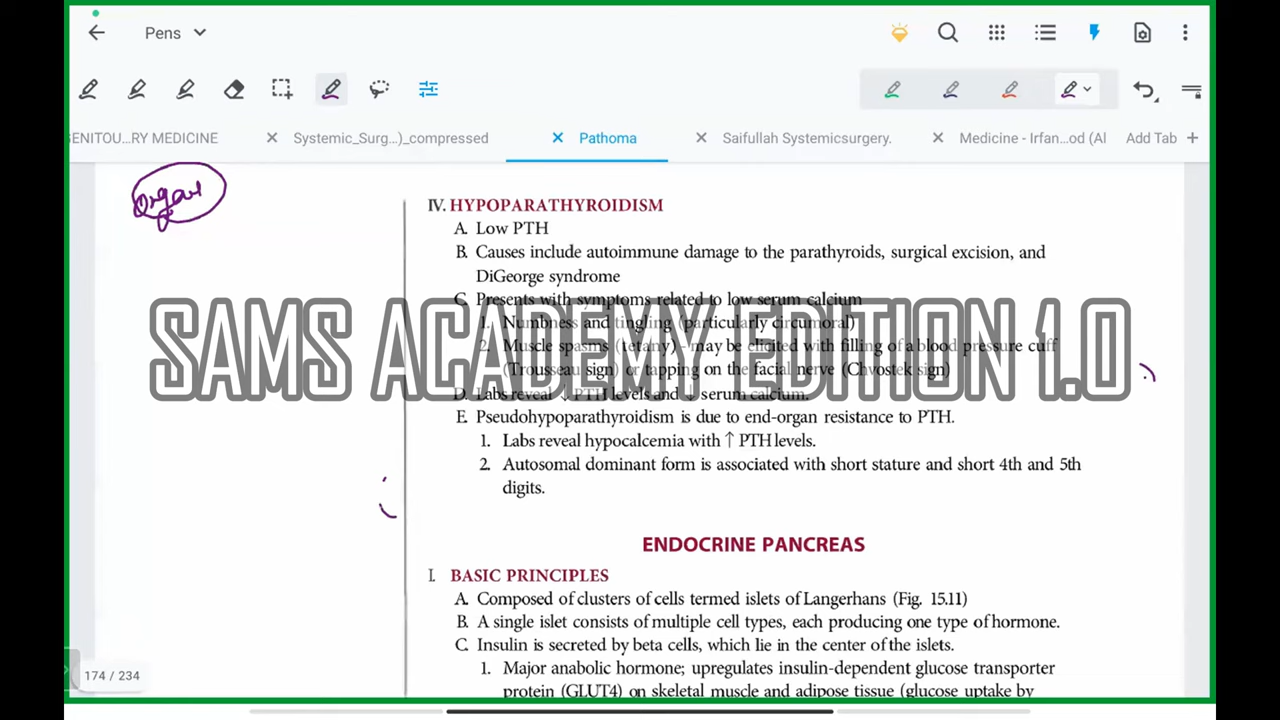 Pens
GENITOU...RY MEDICINE
Systemic_Surg...)_compressed
Pathoma
Saifullah Systemicsurgery.
Medicine - Irfan...od (Al
Add Tab
Organ
IV. HYPOPARATHYROIDISM
A. Low PTH
B. Causes include autoimmune damage to the parathyroids, surgical excision, and
DiGeorge syndrome
C. Presents with symptoms related to low serum calcium
1. Numbness and tingling (particularly circumoral)
2. Muscle spasms (tetany)—may be elicited with filling of a blood pressure cuff
(Trousseau sign) or tapping on the facial nerve (Chvostek sign)
D. Labs reveal ↓ PTH levels and ↓ serum calcium.
E. Pseudohypoparathyroidism is due to end-organ resistance to PTH.
1. Labs reveal hypocalcemia with ↑ PTH levels.
2. Autosomal dominant form is associated with short stature and short 4th and 5th
digits.
SAMS ACADEMY EDITION 1.0
ENDOCRINE PANCREAS
I. BASIC PRINCIPLES
A. Composed of clusters of cells termed islets of Langerhans (Fig. 15.11)
B. A single islet consists of multiple cell types, each producing one type of hormone.
C. Insulin is secreted by beta cells, which lie in the center of the islets.
1. Major anabolic hormone; upregulates insulin-dependent glucose transporter
protein (GLUT4) on skeletal muscle and adipose tissue (glucose uptake by
174 / 234